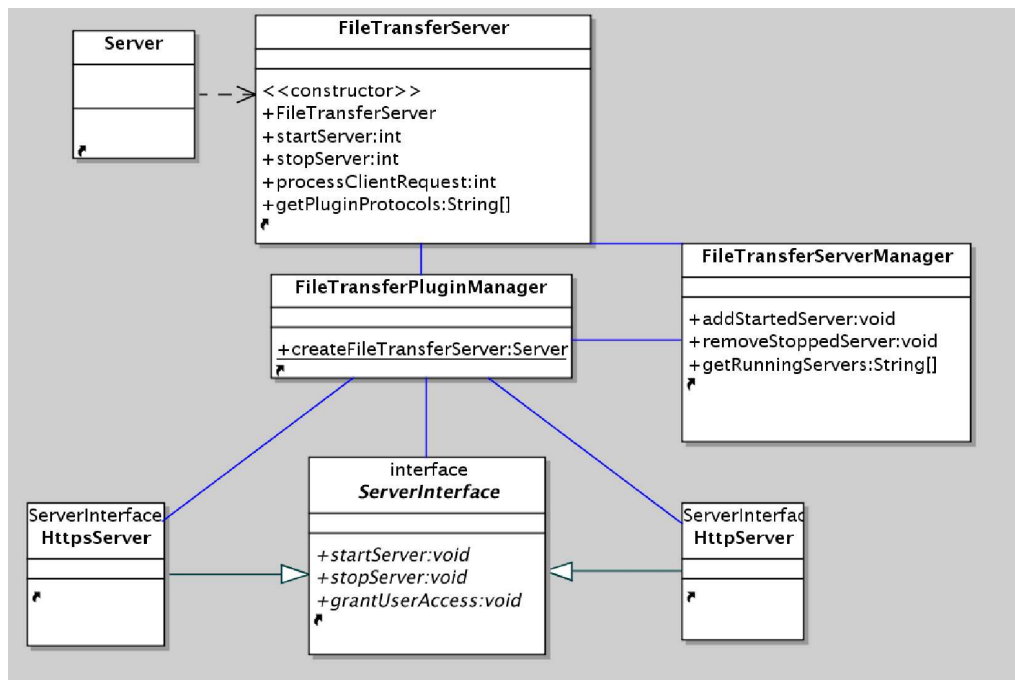 Server
FileTransferServer
<<constructor>>
+FileTransferServer
+startServer:int
+stopServer:int
+processClientRequest:int
+getPluginProtocols:String[]
FileTransferPluginManager
+createFileTransferServer:Server
FileTransferServerManager
+addStartedServer:void
+removeStoppedServer:void
+getRunningServers:String[]
ServerInterface
HttpsServer
interface
ServerInterface
+startServer:void
+stopServer:void
+grantUserAccess:void
ServerInterfac
HttpServer